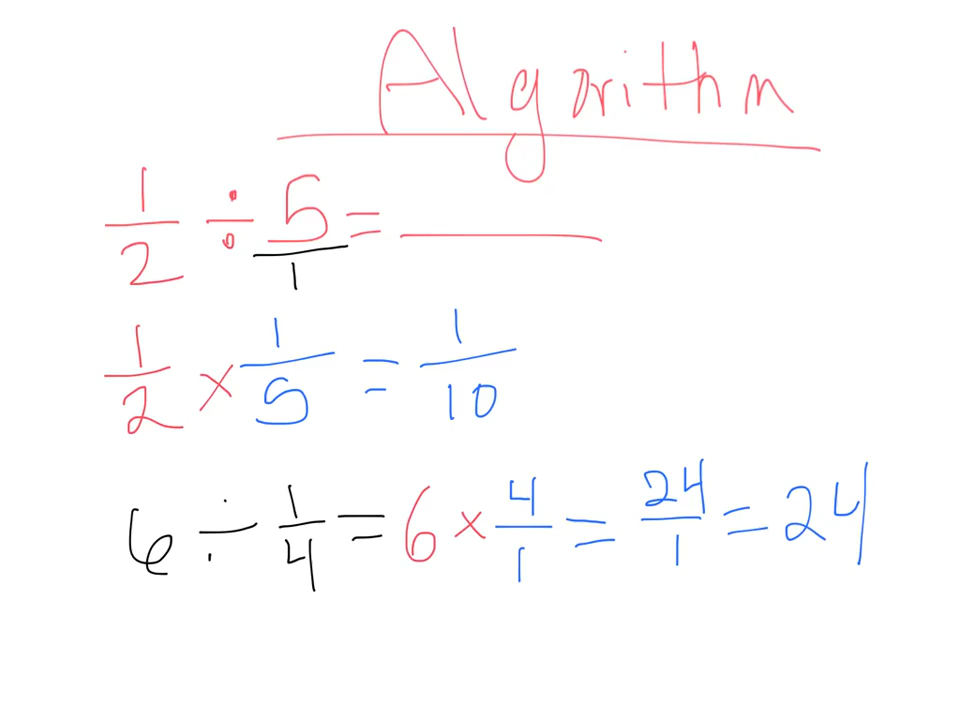 Algorithm
1/2 ÷ 5/1 = ______
1/2 × 1/5 = 1/10
6 ÷ 1/4 = 6 × 4/1 = 24/1 = 24